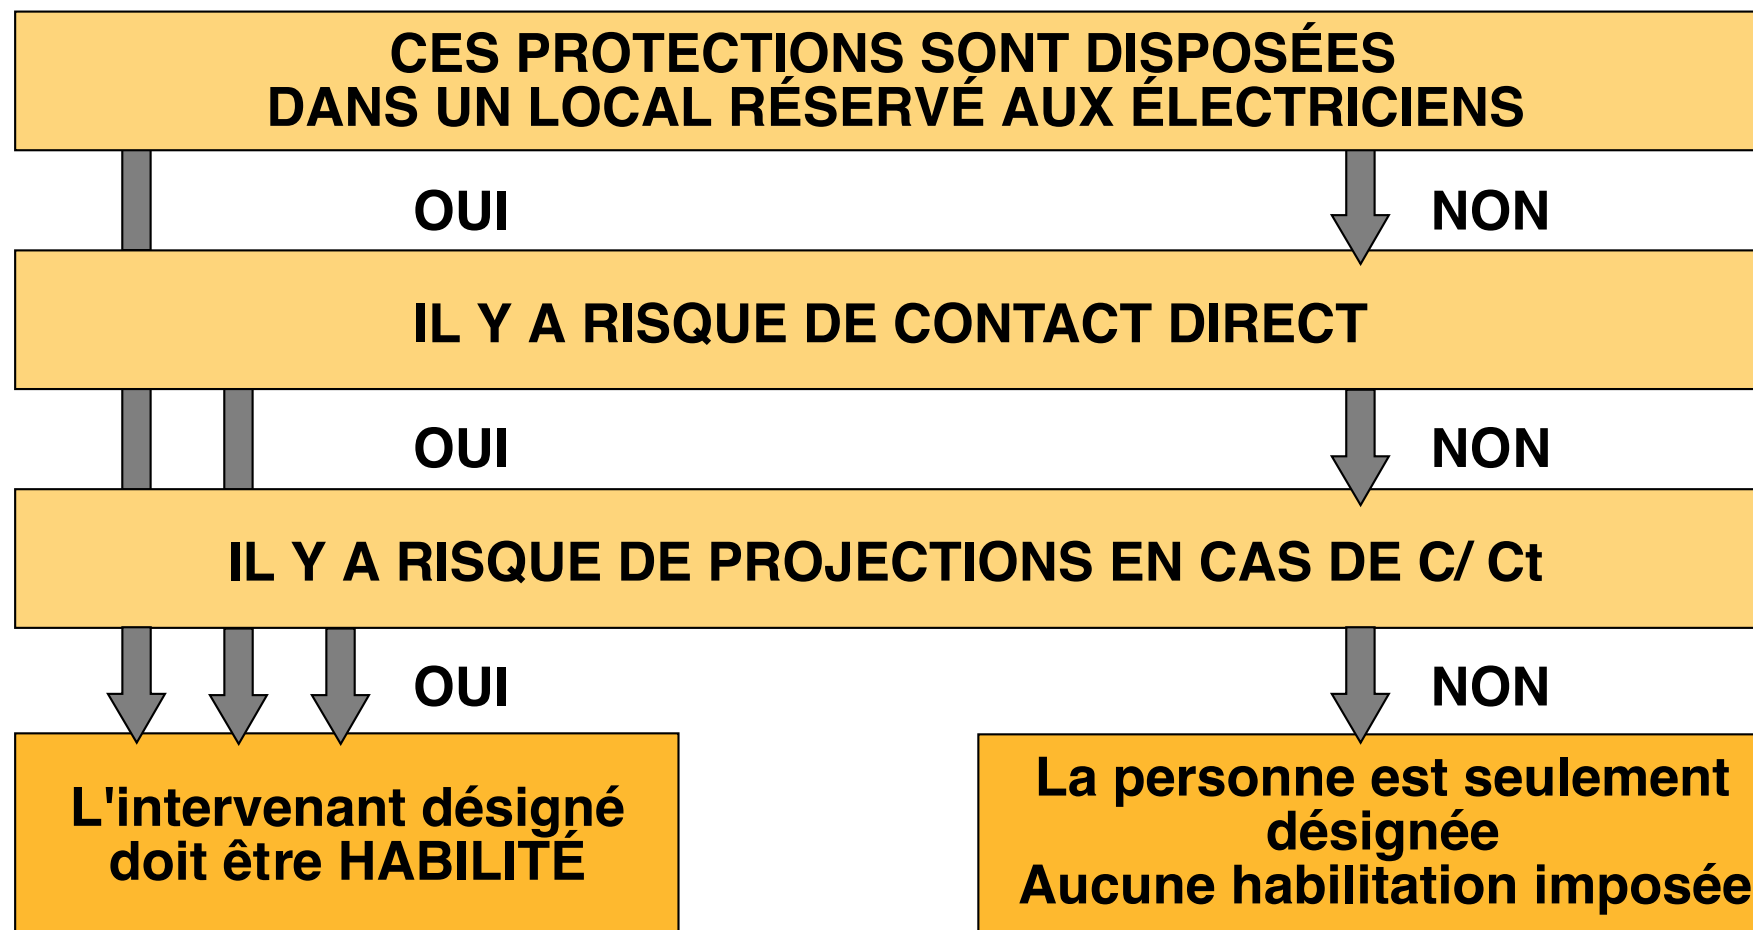 CES PROTECTIONS SONT DISPOSÉES
DANS UN LOCAL RÉSERVÉ AUX ÉLECTRICIENS
OUI
NON
IL Y A RISQUE DE CONTACT DIRECT
OUI
NON
IL Y A RISQUE DE PROJECTIONS EN CAS DE C/ Ct
OUI
NON
L'intervenant désigné
doit être HABILITÉ
La personne est seulement
désignée
Aucune habilitation imposée